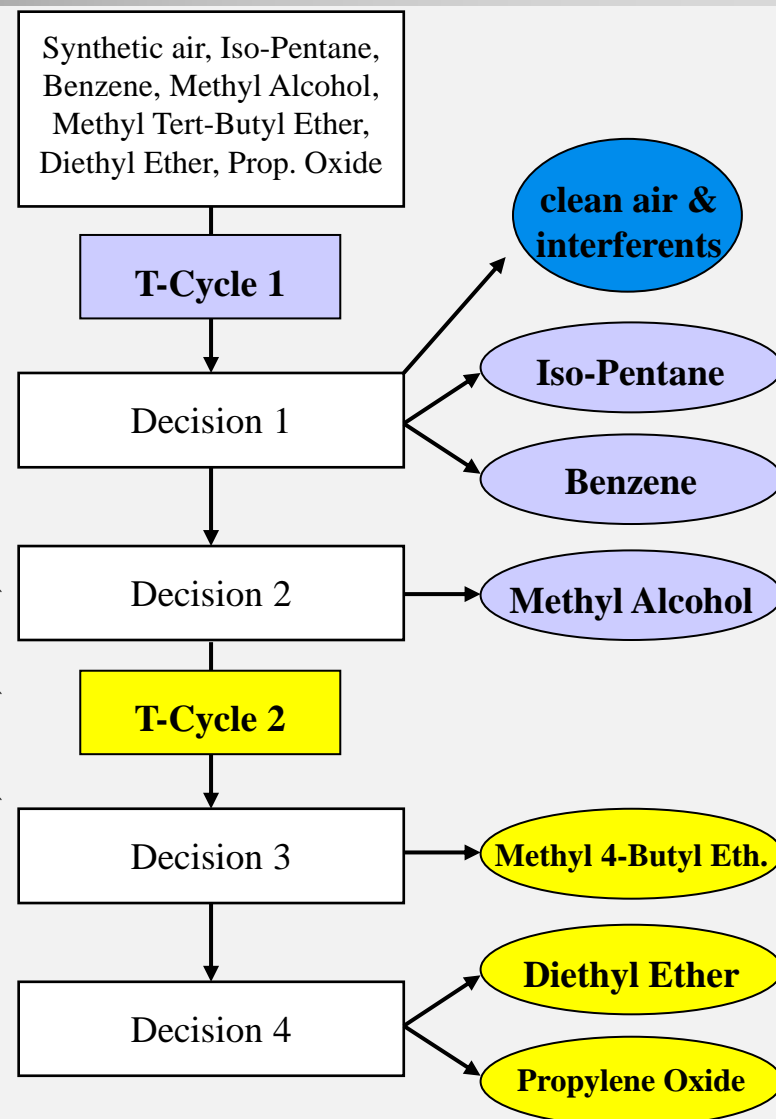 Synthetic air, Iso-Pentane,
Benzene, Methyl Alcohol,
Methyl Tert-Butyl Ether,
Diethyl Ether, Prop. Oxide
clean air &
interferents
T-Cycle 1
Iso-Pentane
Decision 1
Benzene
Decision 2
Methyl Alcohol
T-Cycle 2
Decision 3
Methyl 4-Butyl Eth.
Diethyl Ether
Decision 4
Propylene Oxide